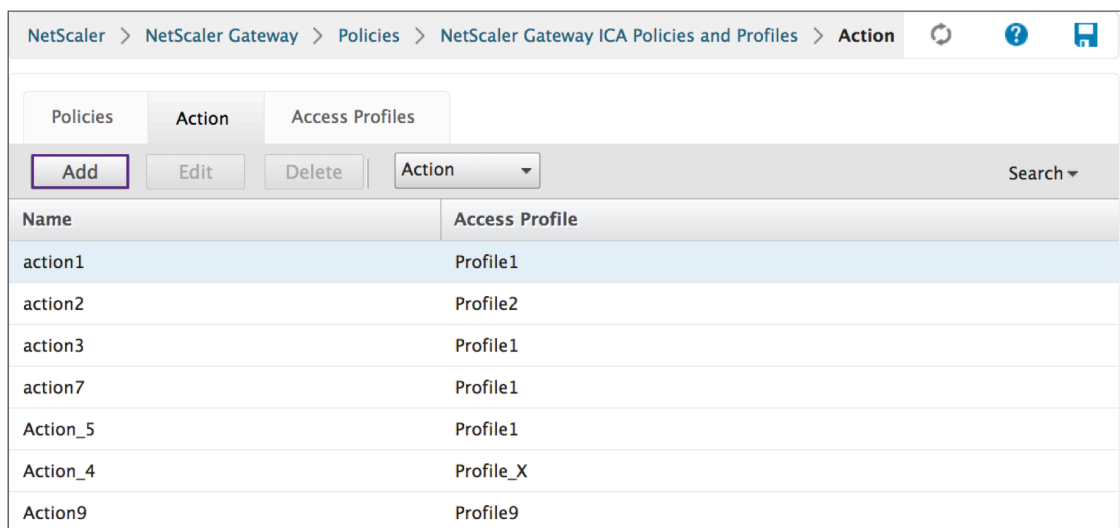 NetScaler > NetScaler Gateway > Policies > NetScaler Gateway ICA Policies and Profiles > Action ?
Policies Action Access Profiles
Add Edit Delete Action Search
Name Access Profile
action1 Profile1
action2 Profile2
action3 Profile1
action7 Profile1
Action_5 Profile1
Action_4 Profile_X
Action9 Profile9